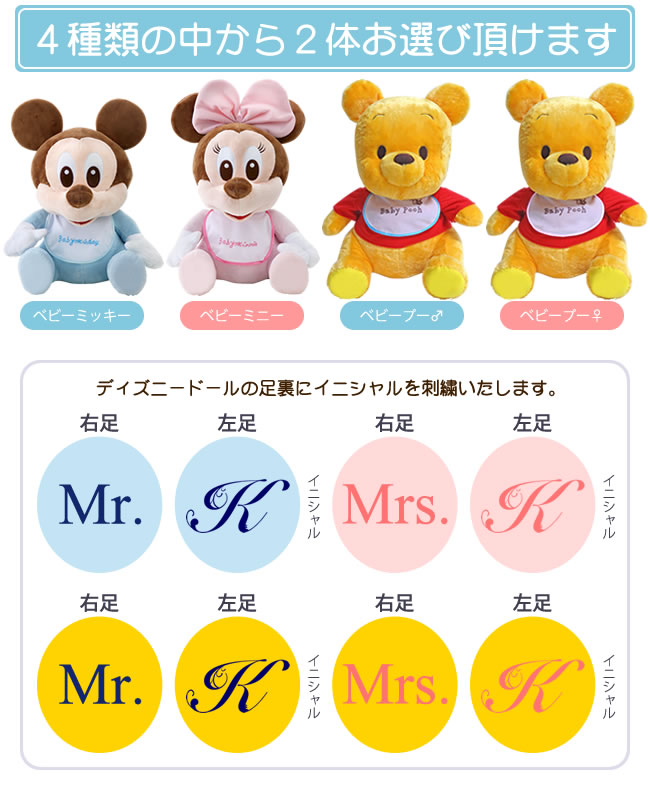 ４種類の中から２体お選び頂けます
Baby Pooh
Baby Pooh
ベビーミッキー
ベビーミニー
ベビープー♂
ベビープー♀
ディズニードールの足裏にイニシャルを刺繍いたします。
右足
左足
右足
左足
Mr.
K
イニシャル
Mrs.
K
イニシャル
右足
左足
右足
左足
Mr.
K
イニシャル
Mrs.
K
イニシャル